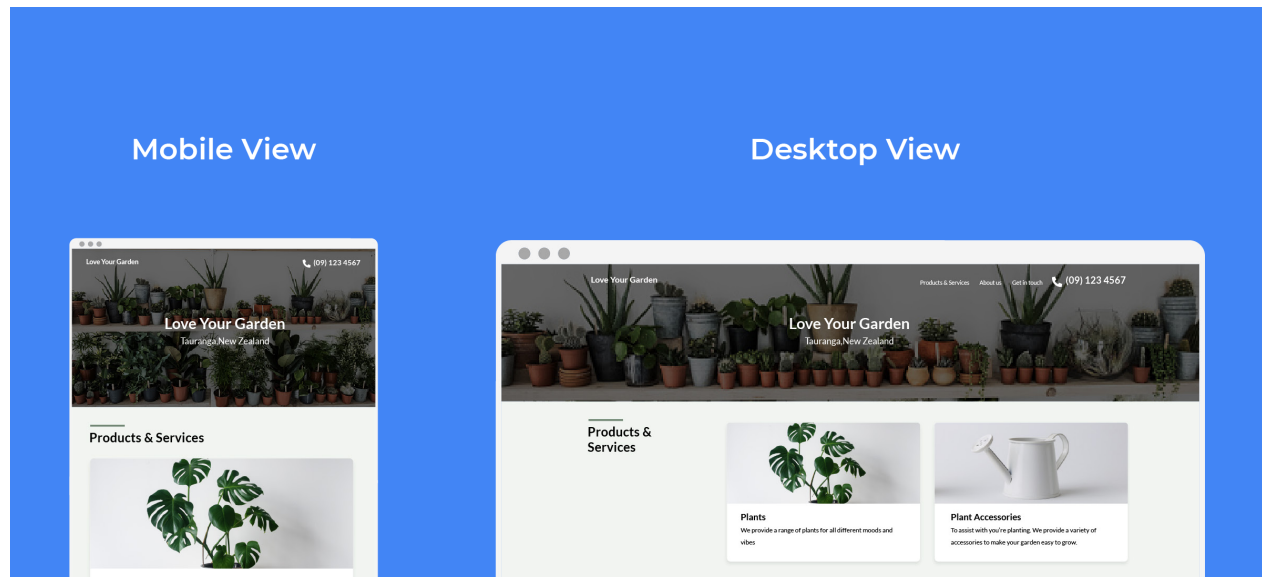 Mobile View
Desktop View
Love Your Garden
(09) 123 4567
Love Your Garden
Tauranga,New Zealand
Products & Services
Love Your Garden
Products & Services
About us
Get in touch
(09) 123 4567
Love Your Garden
Tauranga,New Zealand
Products &
Services
Plants
We provide a range of plants for all different moods and
vibes
Plant Accessories
To assist with you're planting. We provide a variety of
accessories to make your garden easy to grow.